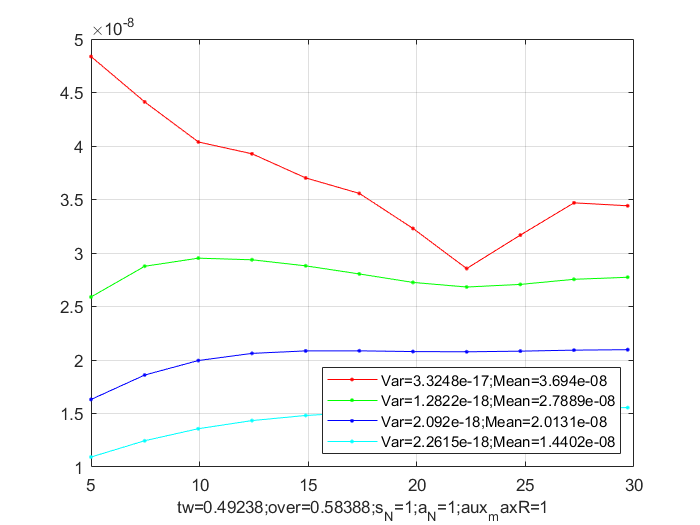 ×10-8
5
4.5
4
3.5
3
2.5
2
1.5
1
5 10 15 20 25 30
Var=3.3248e-17;Mean=3.694e-08
Var=1.2822e-18;Mean=2.7889e-08
Var=2.092e-18;Mean=2.0131e-08
Var=2.2615e-18;Mean=1.4402e-08
tw=0.49238;over=0.58388;sN=1;aN=1;auxmaxR=1